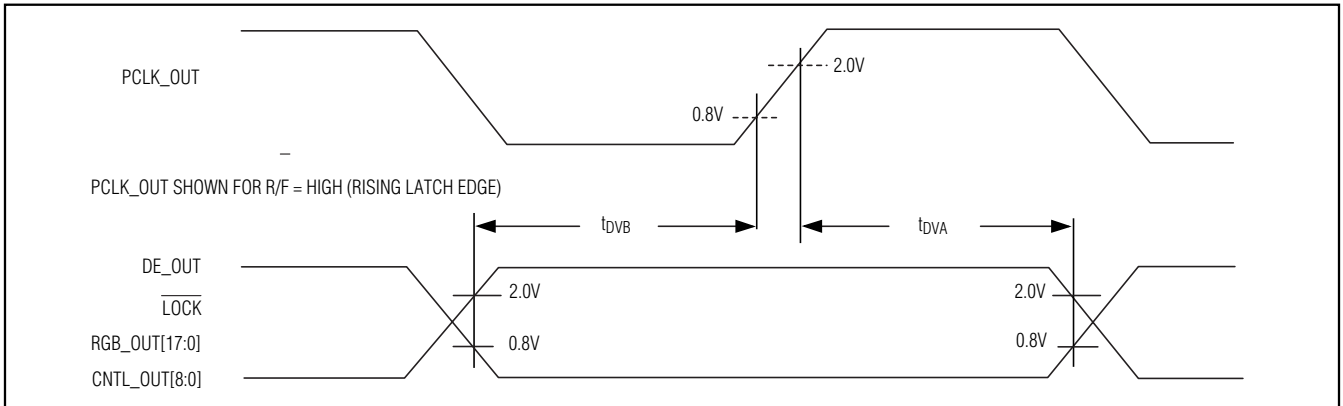 PCLK_OUT
2.0V
0.8V
PCLK_OUT SHOWN FOR R/F̅ = HIGH (RISING LATCH EDGE)
tDVB
tDVA
DE_OUT
L̅O̅C̅K̅
RGB_OUT[17:0]
CNTL_OUT[8:0]
2.0V
2.0V
0.8V
0.8V